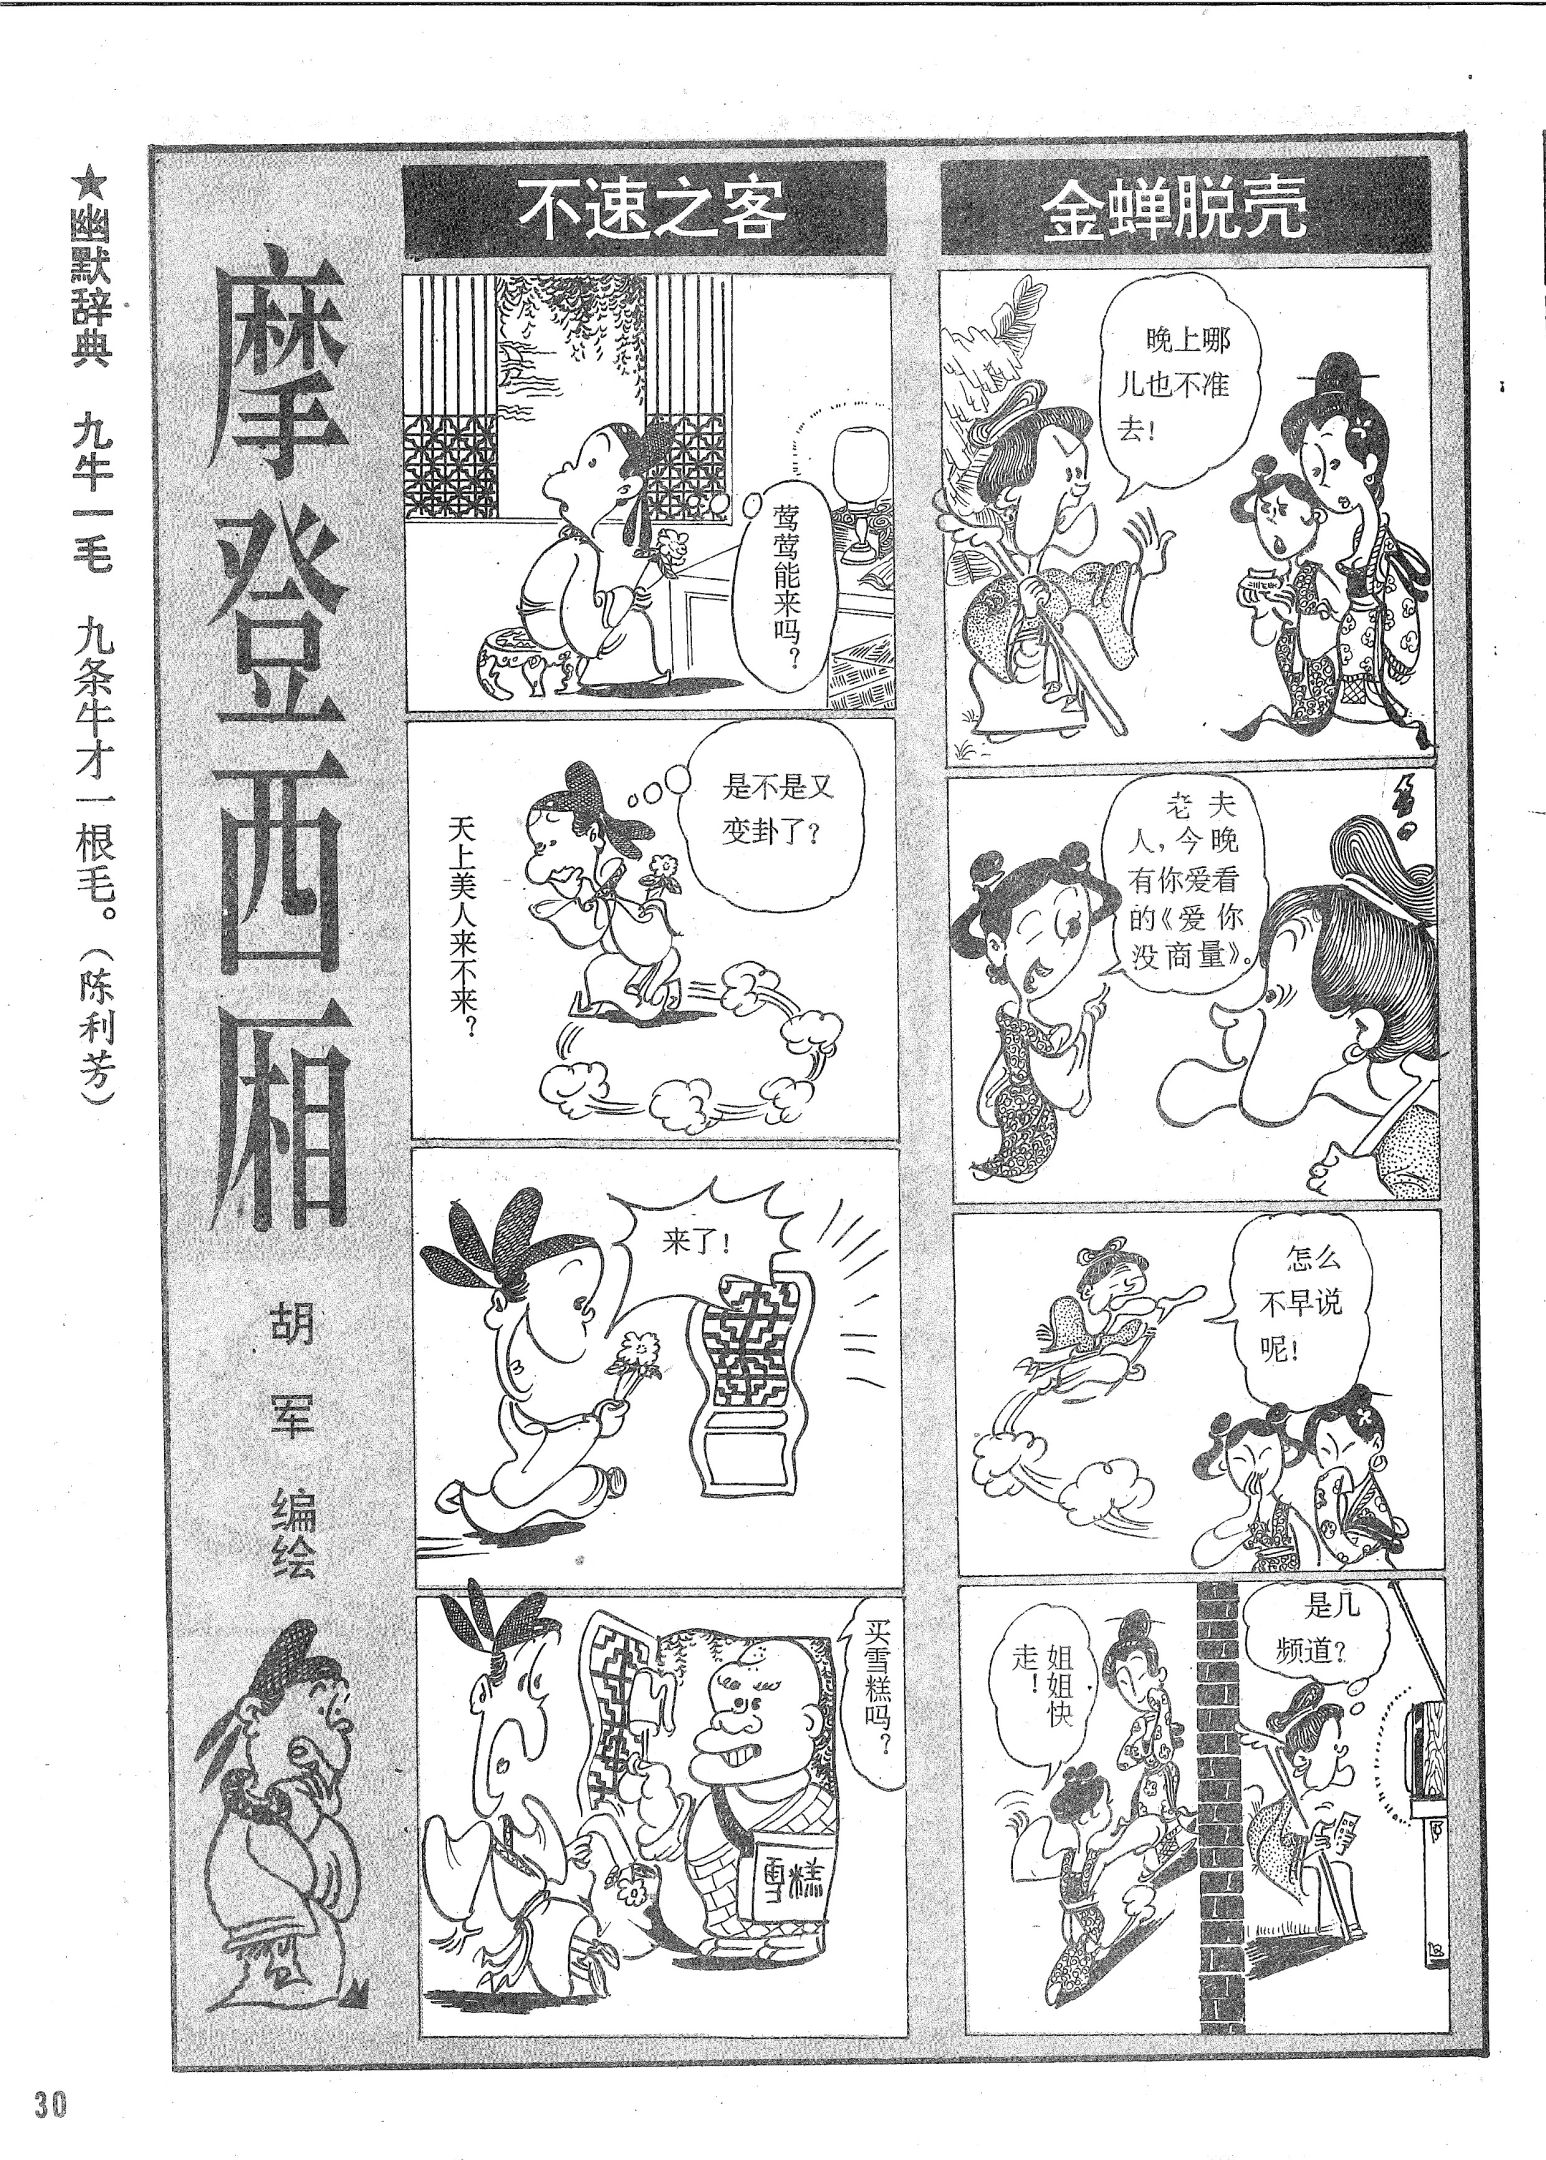 ★幽默辞典　九牛一毛　九条牛才一根毛。（陈利芳）
摩登西厢
胡军编绘
不速之客
莺莺能来吗？
是不是又
变卦了？
天上美人来不来？
来了！
买雪糕吗？
雪糕
金蝉脱壳
晚上哪
儿也不准
去！
老夫
人，今晚
有你爱看
的《爱你
没商量》。
怎么
不早说
呢！
姐姐快
走！
是几
频道？
30